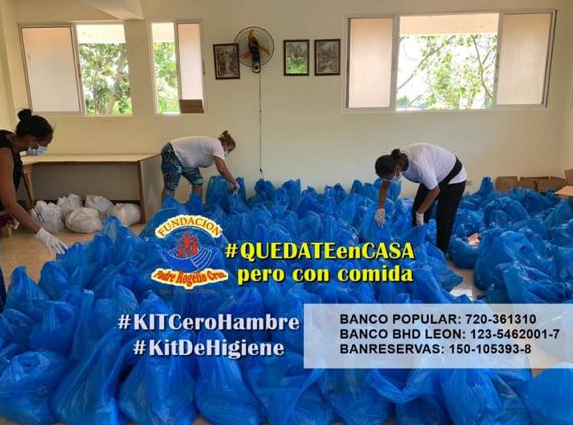 FUNDACION
Padre Rogelio Cruz
#QUEDATEenCASA
pero con comida
#KITCeroHambre
#KitDeHigiene
BANCO POPULAR: 720-361310
BANCO BHD LEON: 123-5462001-7
BANRESERVAS: 150-105393-8